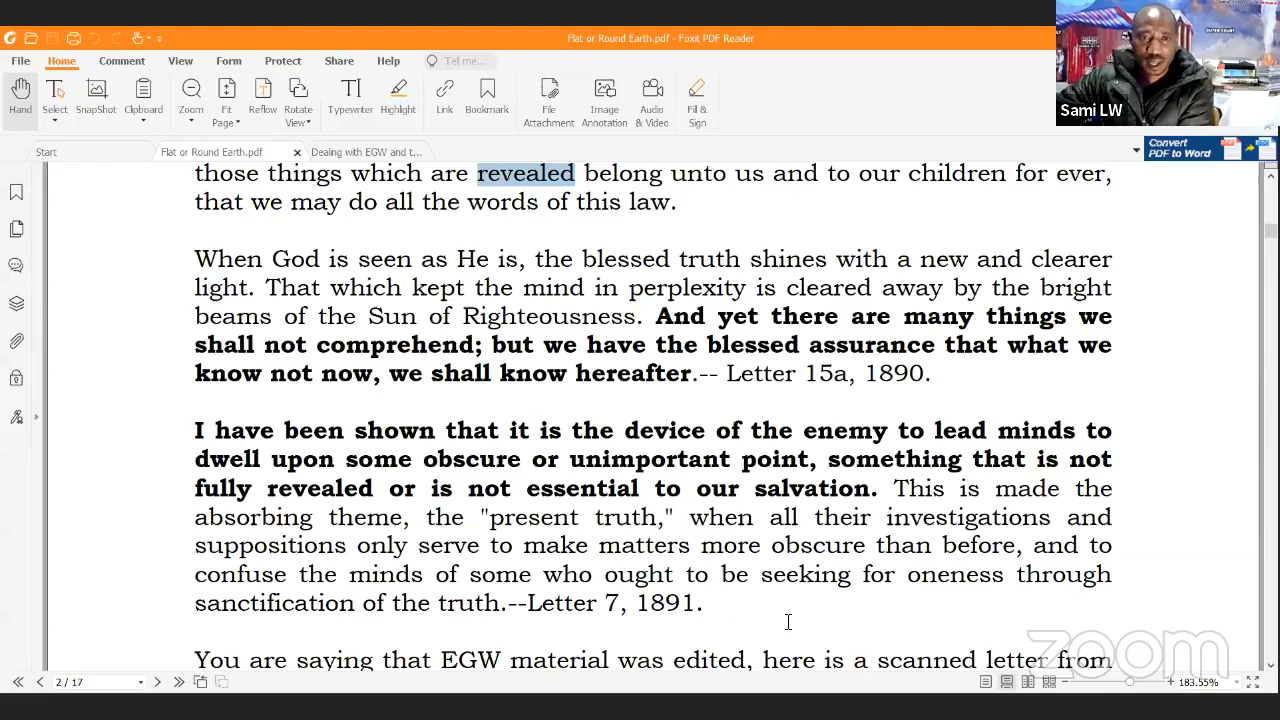 Flat or Round Earth.pdf - Foxit PDF Reader
File Home Comment View Form Protect Share Help Tell me...
Hand Select SnapShot Clipboard Zoom Fit Page Reflow Rotate View Typewriter Highlight Link Bookmark File Attachment Image Annotation Audio & Video Fill & Sign
OUTER COURT
Sami LW
Start Flat or Round Earth.pdf Dealing with EGW and t...
Convert PDF to Word
those things which are revealed belong unto us and to our children for ever,
that we may do all the words of this law.
When God is seen as He is, the blessed truth shines with a new and clearer
light. That which kept the mind in perplexity is cleared away by the bright
beams of the Sun of Righteousness. And yet there are many things we
shall not comprehend; but we have the blessed assurance that what we
know not now, we shall know hereafter.-- Letter 15a, 1890.
I have been shown that it is the device of the enemy to lead minds to
dwell upon some obscure or unimportant point, something that is not
fully revealed or is not essential to our salvation. This is made the
absorbing theme, the "present truth," when all their investigations and
suppositions only serve to make matters more obscure than before, and to
confuse the minds of some who ought to be seeking for oneness through
sanctification of the truth.--Letter 7, 1891.
You are saying that EGW material was edited, here is a scanned letter from
zoom
2 / 17
183.55%